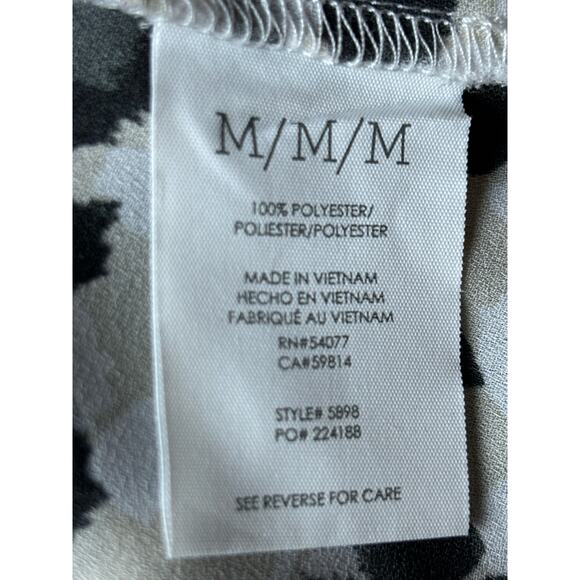 M/M/M
100% POLYESTER/
POLIESTER/POLYESTER
MADE IN VIETNAM
HECHO EN VIETNAM
FABRIQUÉ AU VIETNAM
RN#54077
CA#59814
STYLE# 5898
PO# 224188
SEE REVERSE FOR CARE